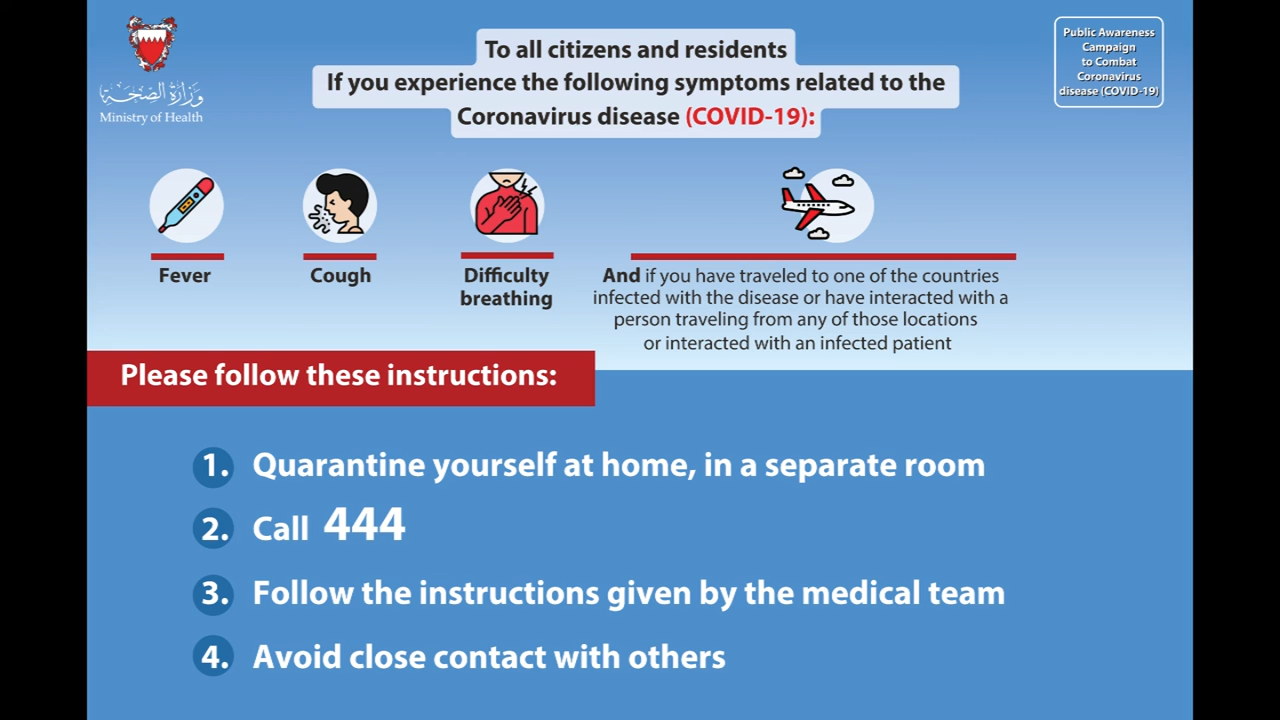 وزارة الصحة
Ministry of Health
To all citizens and residents
If you experience the following symptoms related to the
Coronavirus disease (COVID-19):
Public Awareness
Campaign
to Combat
Coronavirus
disease (COVID-19)
Fever
Cough
Difficulty
breathing
And if you have traveled to one of the countries
infected with the disease or have interacted with a
person traveling from any of those locations
or interacted with an infected patient
Please follow these instructions:
1. Quarantine yourself at home, in a separate room
2. Call 444
3. Follow the instructions given by the medical team
4. Avoid close contact with others